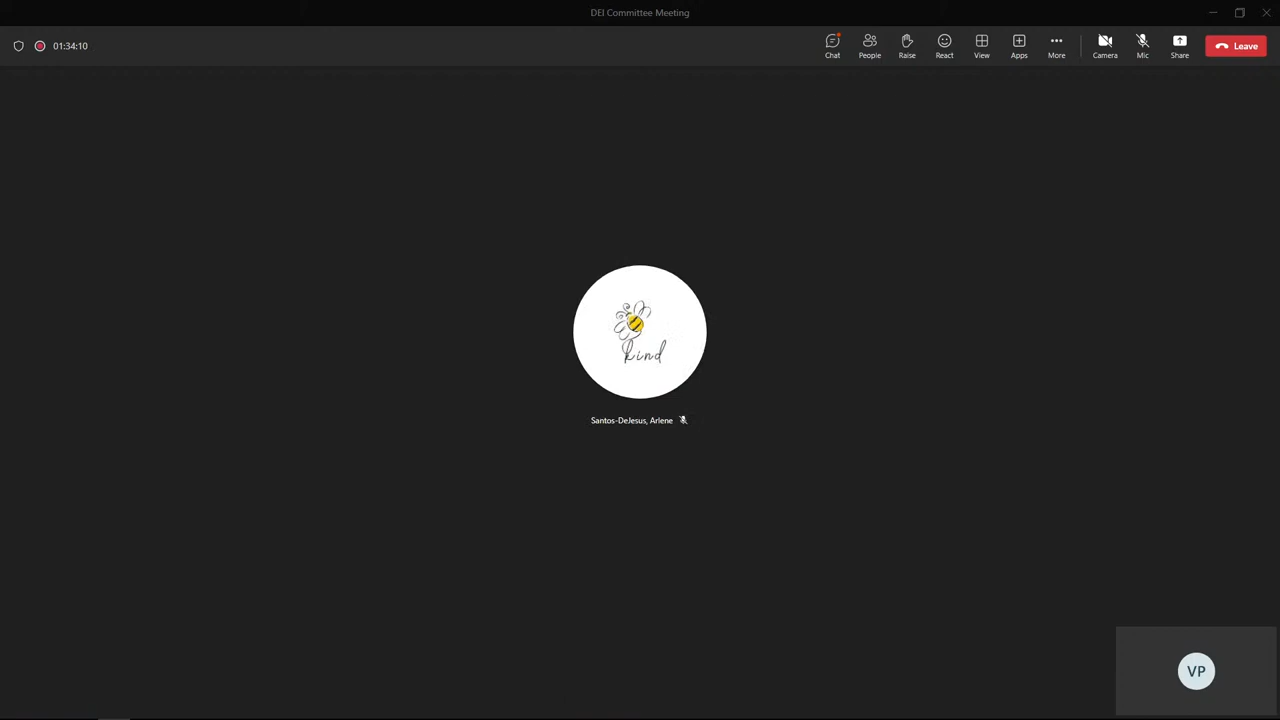 DEI Committee Meeting
01:34:10
Chat
People
Raise
React
View
Apps
More
Camera
Mic
Share
Leave
kind
Santos-DeJesus, Arlene
VP